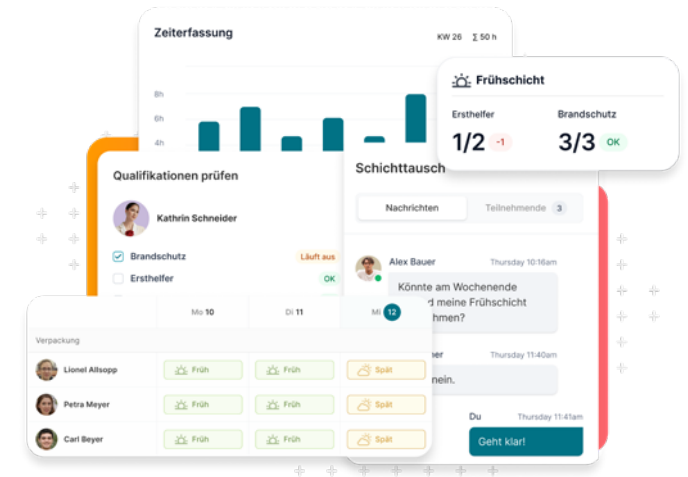 Zeiterfassung
KW 26 ∑ 50 h
8h
6h
4h
Frühschicht
Ersthelfer Brandschutz
1/2 -1 3/3 OK
Qualifikationen prüfen
Kathrin Schneider
Brandschutz Läuft aus
Ersthelfer OK
Schichttausch
Nachrichten Teilnehmende 3
Alex Bauer Thursday 10:16am
Könnte am Wochenende
d meine Frühschicht
hmen?
er Thursday 11:40am
nein.
Du Thursday 11:41am
Geht klar!
Mo 10 Di 11 Mi 12
Verpackung
Lionel Allsopp Früh Früh Spät
Petra Meyer Früh Früh Spät
Carl Beyer Früh Früh Spät